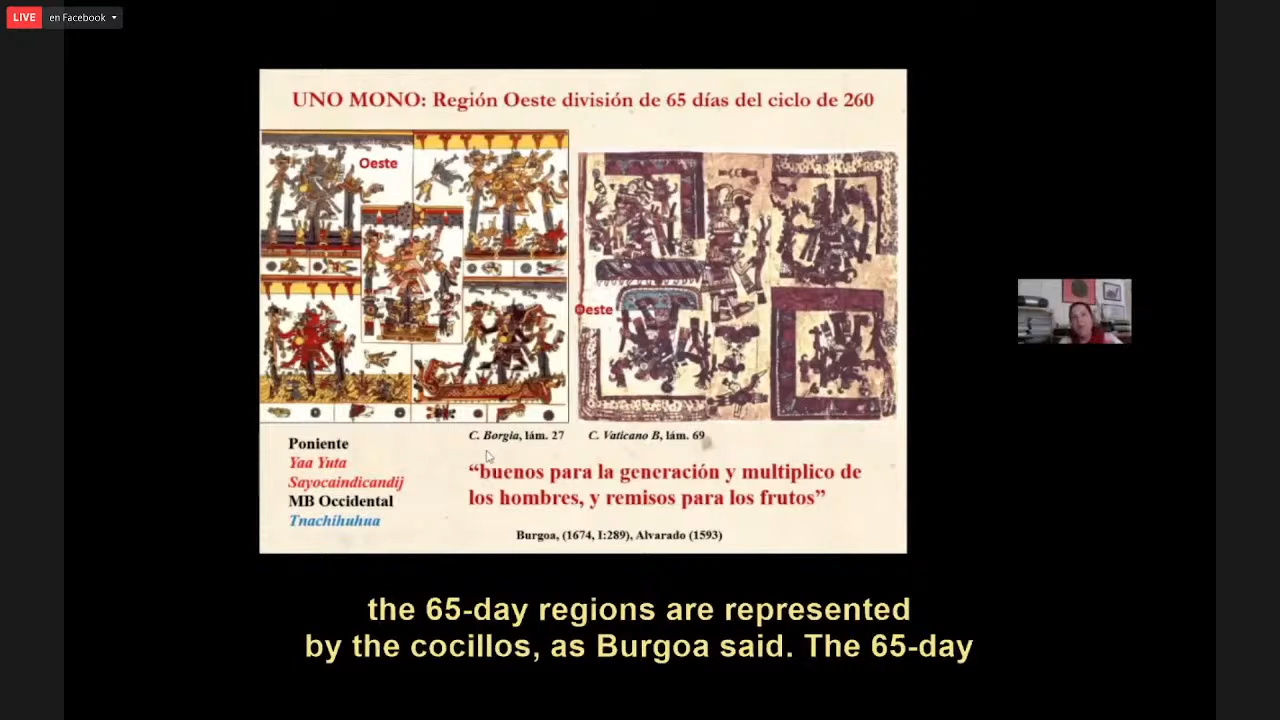 LIVE en Facebook
UNO MONO: Región Oeste división de 65 días del ciclo de 260
Oeste
Oeste
C. Borgia, lám. 27 C. Vaticano B, lám. 69
Poniente
Yaa Yuta
Sayocaindicandij
MB Occidental
Tnachihuhua
“buenos para la generación y multiplico de
los hombres, y remisos para los frutos”
Burgoa, (1674, I:289), Alvarado (1593)
the 65-day regions are represented
by the cocillos, as Burgoa said. The 65-day